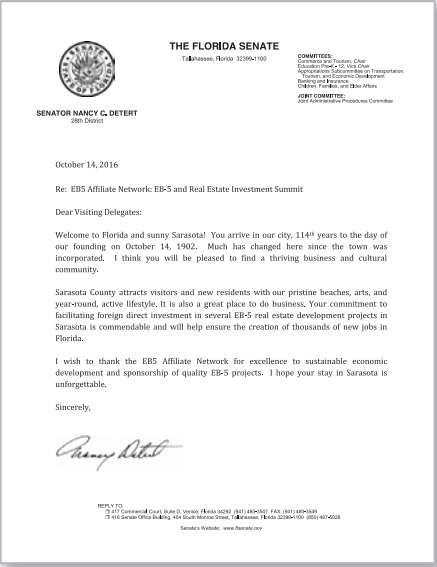 THE FLORIDA SENATE
Tallahassee, Florida 32399-1100
COMMITTEES:
Commerce and Tourism, Chair
Education Pre-K - 12, Vice Chair
Appropriations Subcommittee on Transportation,
Tourism, and Economic Development
Banking and Insurance
Children, Families, and Elder Affairs
JOINT COMMITTEE:
Joint Administrative Procedures Committee
SENATE
STATE OF FLORIDA
SENATOR NANCY C. DETERT
28th District
October 14, 2016
Re: EB5 Affiliate Network: EB-5 and Real Estate Investment Summit
Dear Visiting Delegates:
Welcome to Florida and sunny Sarasota! You arrive in our city, 114th years to the day of
our founding on October 14, 1902. Much has changed here since the town was
incorporated. I think you will be pleased to find a thriving business and cultural
community.
Sarasota County attracts visitors and new residents with our pristine beaches, arts, and
year-round, active lifestyle. It is also a great place to do business. Your commitment to
facilitating foreign direct investment in several EB-5 real estate development projects in
Sarasota is commendable and will help ensure the creation of thousands of new jobs in
Florida.
I wish to thank the EB5 Affiliate Network for excellence to sustainable economic
development and sponsorship of quality EB-5 projects. I hope your stay in Sarasota is
unforgettable.
Sincerely,
Nancy Detert
REPLY TO:
❒ 417 Commercial Court, Suite D, Venice, Florida 34292 (941) 480-3547 FAX: (941) 480-3549
❒ 416 Senate Office Building, 404 South Monroe Street, Tallahassee, Florida 32399-1100 (850) 487-5028
Senate's Website: www.flsenate.gov